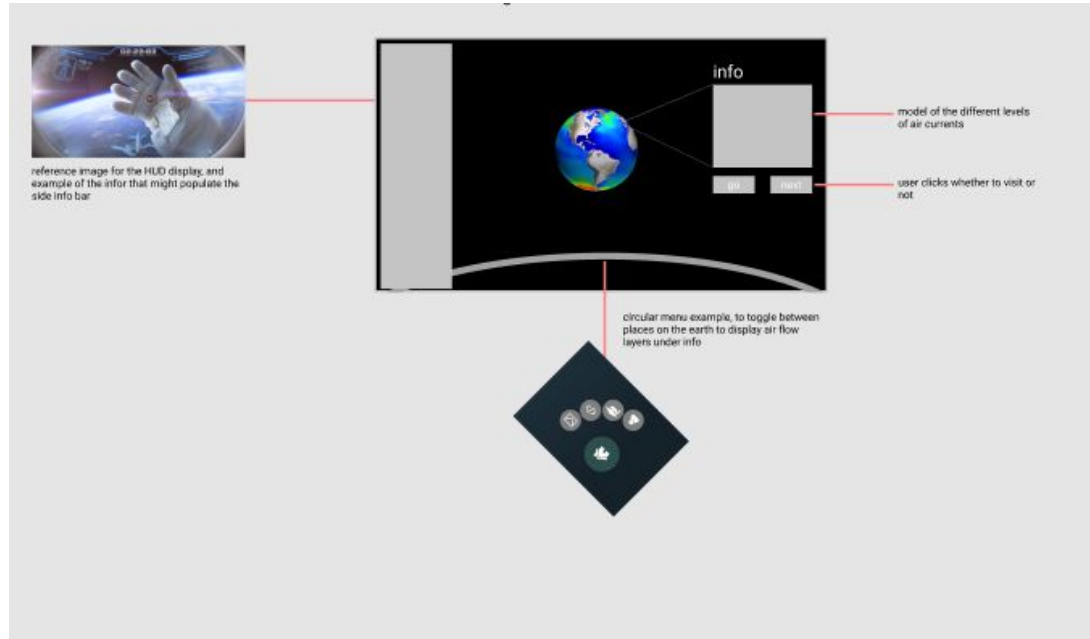 02:29:03
reference image for the HUD display, and
example of the infor that might populate the
side info bar
info
model of the different levels
of air currents
go
next
user clicks whether to visit or
not
circular menu example, to toggle between
places on the earth to display air flow
layers under info